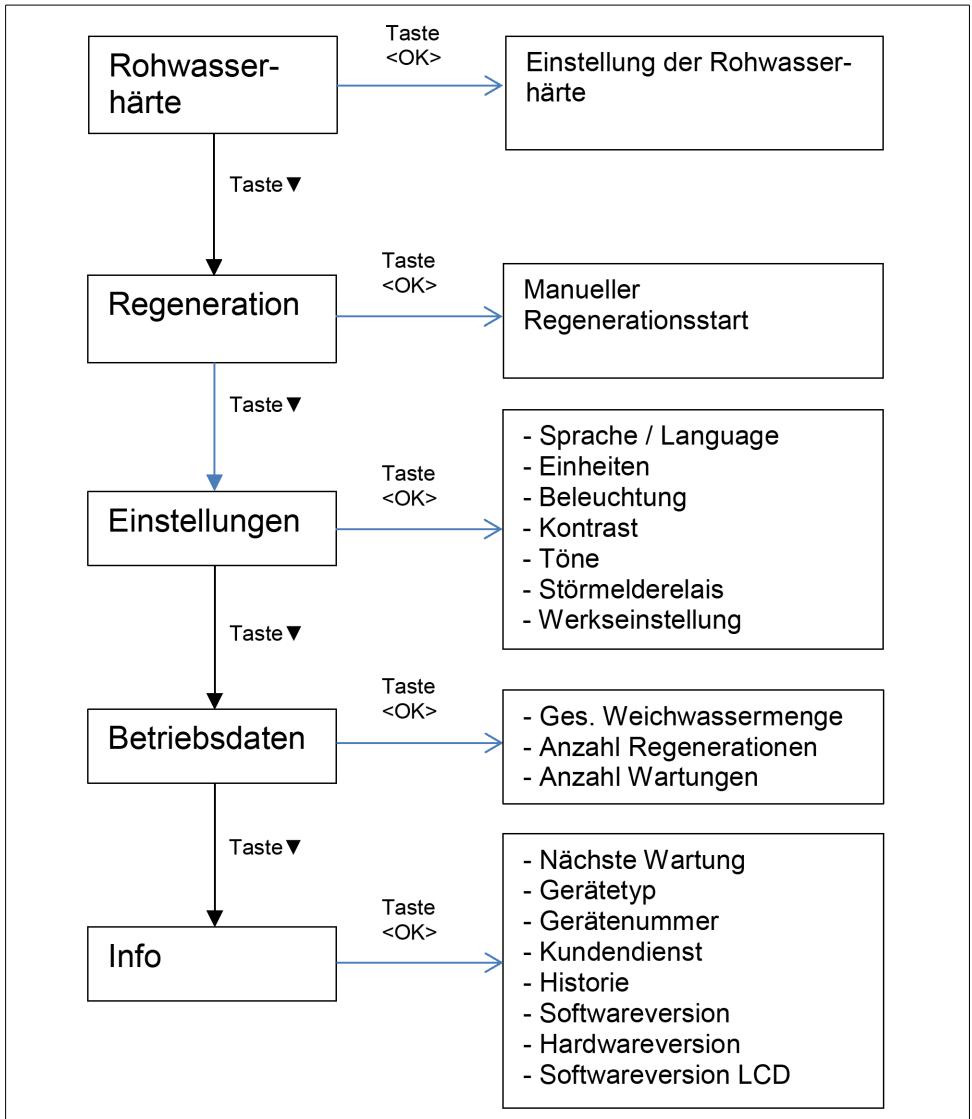 Rohwasser-
härte
Taste
<OK>
Einstellung der Rohwasser-
härte
Taste▼
Regeneration
Taste
<OK>
Manueller
Regenerationsstart
Taste▼
Einstellungen
Taste
<OK>
- Sprache / Language
- Einheiten
- Beleuchtung
- Kontrast
- Töne
- Störmelderelais
- Werkseinstellung
Taste▼
Betriebsdaten
Taste
<OK>
- Ges. Weichwassermenge
- Anzahl Regenerationen
- Anzahl Wartungen
Taste▼
Info
Taste
<OK>
- Nächste Wartung
- Gerätetyp
- Gerätenummer
- Kundendienst
- Historie
- Softwareversion
- Hardwareversion
- Softwareversion LCD